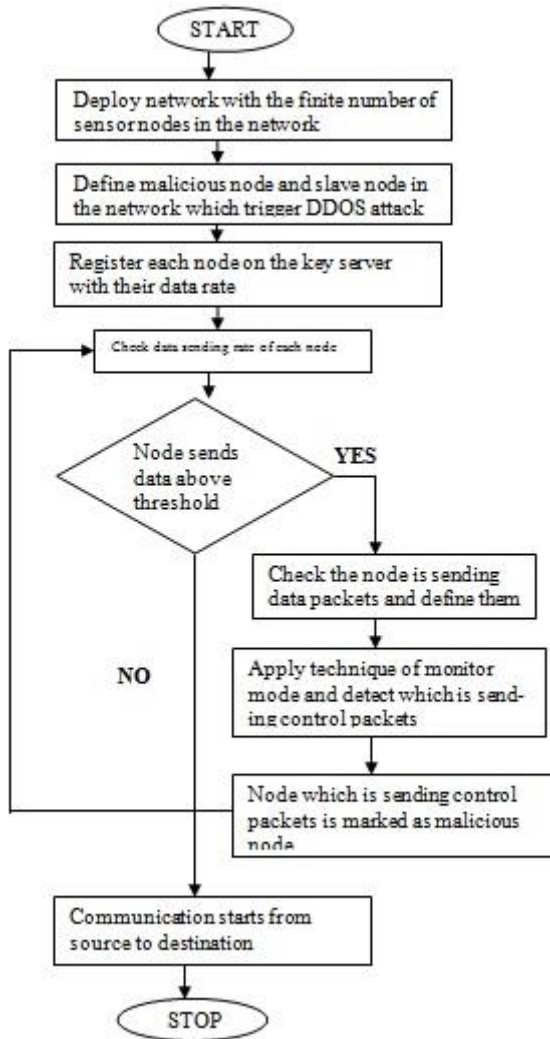 START
Deploy network with the finite number of
sensor nodes in the network
Define malicious node and slave node in
the network which trigger DDOS attack
Register each node on the key server
with their data rate
Check data sending rate of each node
Node sends
data above
threshold
YES
Check the node is sending
data packets and define them
NO
Apply technique of monitor
mode and detect which is send-
ing control packets
Node which is sending control
packets is marked as malicious
node
Communication starts from
source to destination
STOP